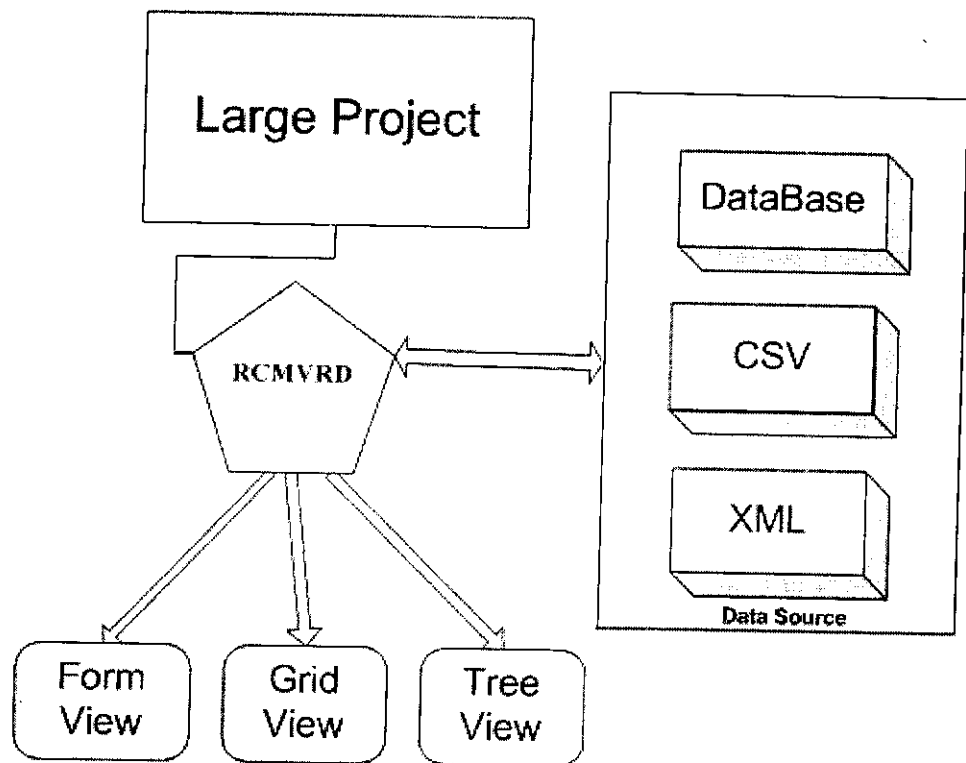 Large Project
DataBase
RCMVRD
CSV
XML
Data Source
Form
View
Grid
View
Tree
View